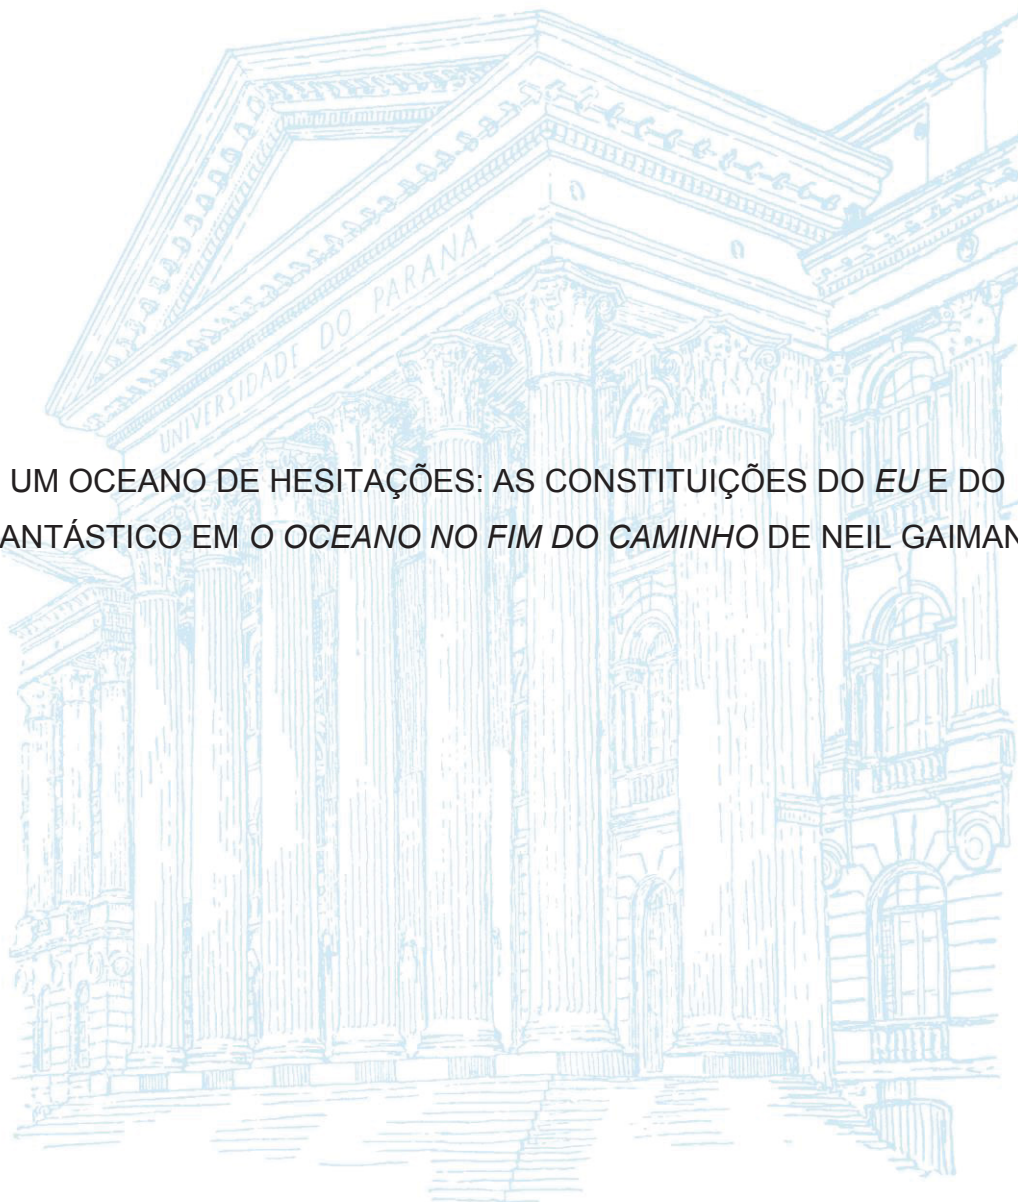 UNIVERSIDADE DO PARANÁ
UM OCEANO DE HESITAÇÕES: AS CONSTITUIÇÕES DO EU E DO
ANTÁSTICO EM O OCEANO NO FIM DO CAMINHO DE NEIL GAIMAN